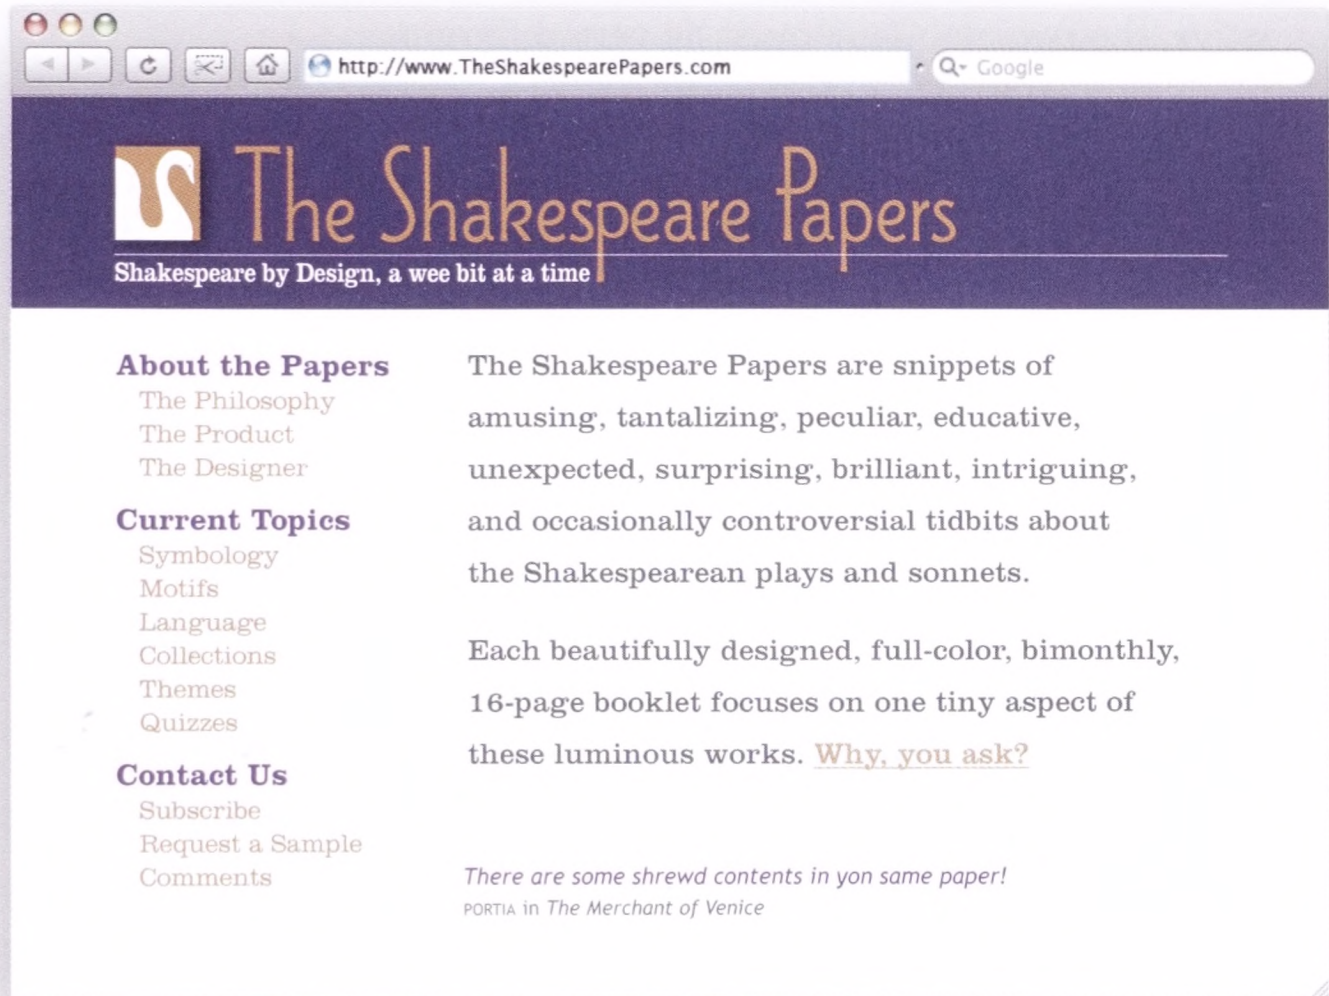 http://www.TheShakespearePapers.com
Google
The Shakespeare Papers
Shakespeare by Design, a wee bit at a time
About the Papers
The Philosophy
The Product
The Designer
Current Topics
Symbology
Motifs
Language
Collections
Themes
Quizzes
Contact Us
Subscribe
Request a Sample
Comments
The Shakespeare Papers are snippets of
amusing, tantalizing, peculiar, educative,
unexpected, surprising, brilliant, intriguing,
and occasionally controversial tidbits about
the Shakespearean plays and sonnets.
Each beautifully designed, full-color, bimonthly,
16-page booklet focuses on one tiny aspect of
these luminous works. Why, you ask?
There are some shrewd contents in yon same paper!
PORTIA in The Merchant of Venice